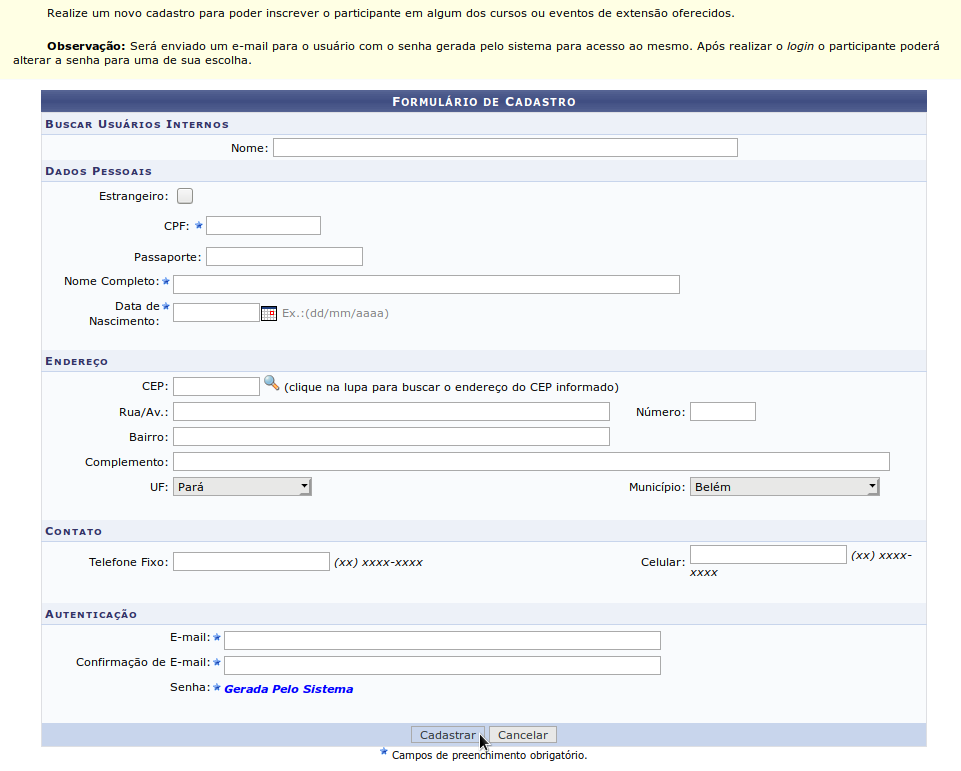 Realize um novo cadastro para poder inscrever o participante em algum dos cursos ou eventos de extensão oferecidos.
Observação: Será enviado um e-mail para o usuário com o senha gerada pelo sistema para acesso ao mesmo. Após realizar o login o participante poderá
alterar a senha para uma de sua escolha.
Formulário de Cadastro
Buscar Usuários Internos
Nome:
Dados Pessoais
Estrangeiro:
CPF:
Passaporte:
Nome Completo:
Data de
Nascimento: Ex.:(dd/mm/aaaa)
Endereço
CEP: (clique na lupa para buscar o endereço do CEP informado)
Rua/Av.: Número:
Bairro:
Complemento:
UF: Pará Município: Belém
Contato
Telefone Fixo: (xx) xxxx-xxxx Celular: (xx) xxxx-
xxxx
Autenticação
E-mail:
Confirmação de E-mail:
Senha: Gerada Pelo Sistema
Cadastrar Cancelar
Campos de preenchimento obrigatório.